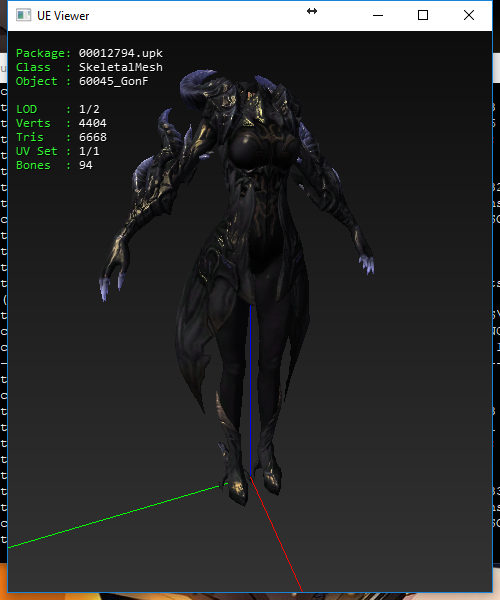 UE Viewer
Package: 00012794.upk
Class : SkeletalMesh
Object : 60045_GonF
LOD : 1/2
Verts : 4404
Tris : 6668
UV Set : 1/1
Bones : 94